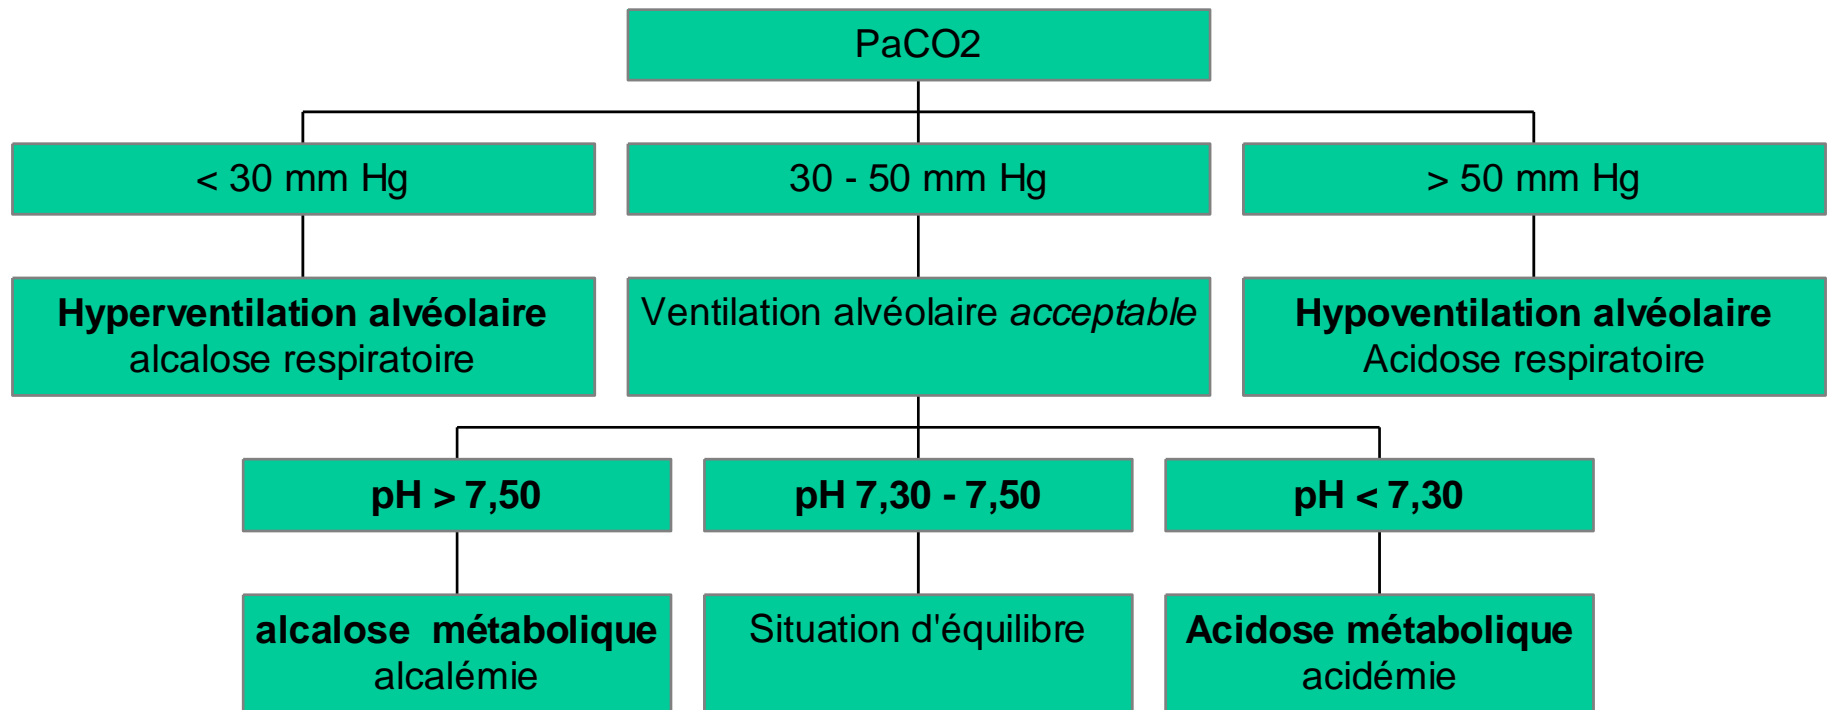 PaCO2
< 30 mm Hg
30 - 50 mm Hg
> 50 mm Hg
Hyperventilation alvéolaire
alcalose respiratoire
Ventilation alvéolaire acceptable
Hypoventilation alvéolaire
Acidose respiratoire
pH > 7,50
pH 7,30 - 7,50
pH < 7,30
alcalose  métabolique
alcalémie
Situation d'équilibre
Acidose métabolique
acidémie